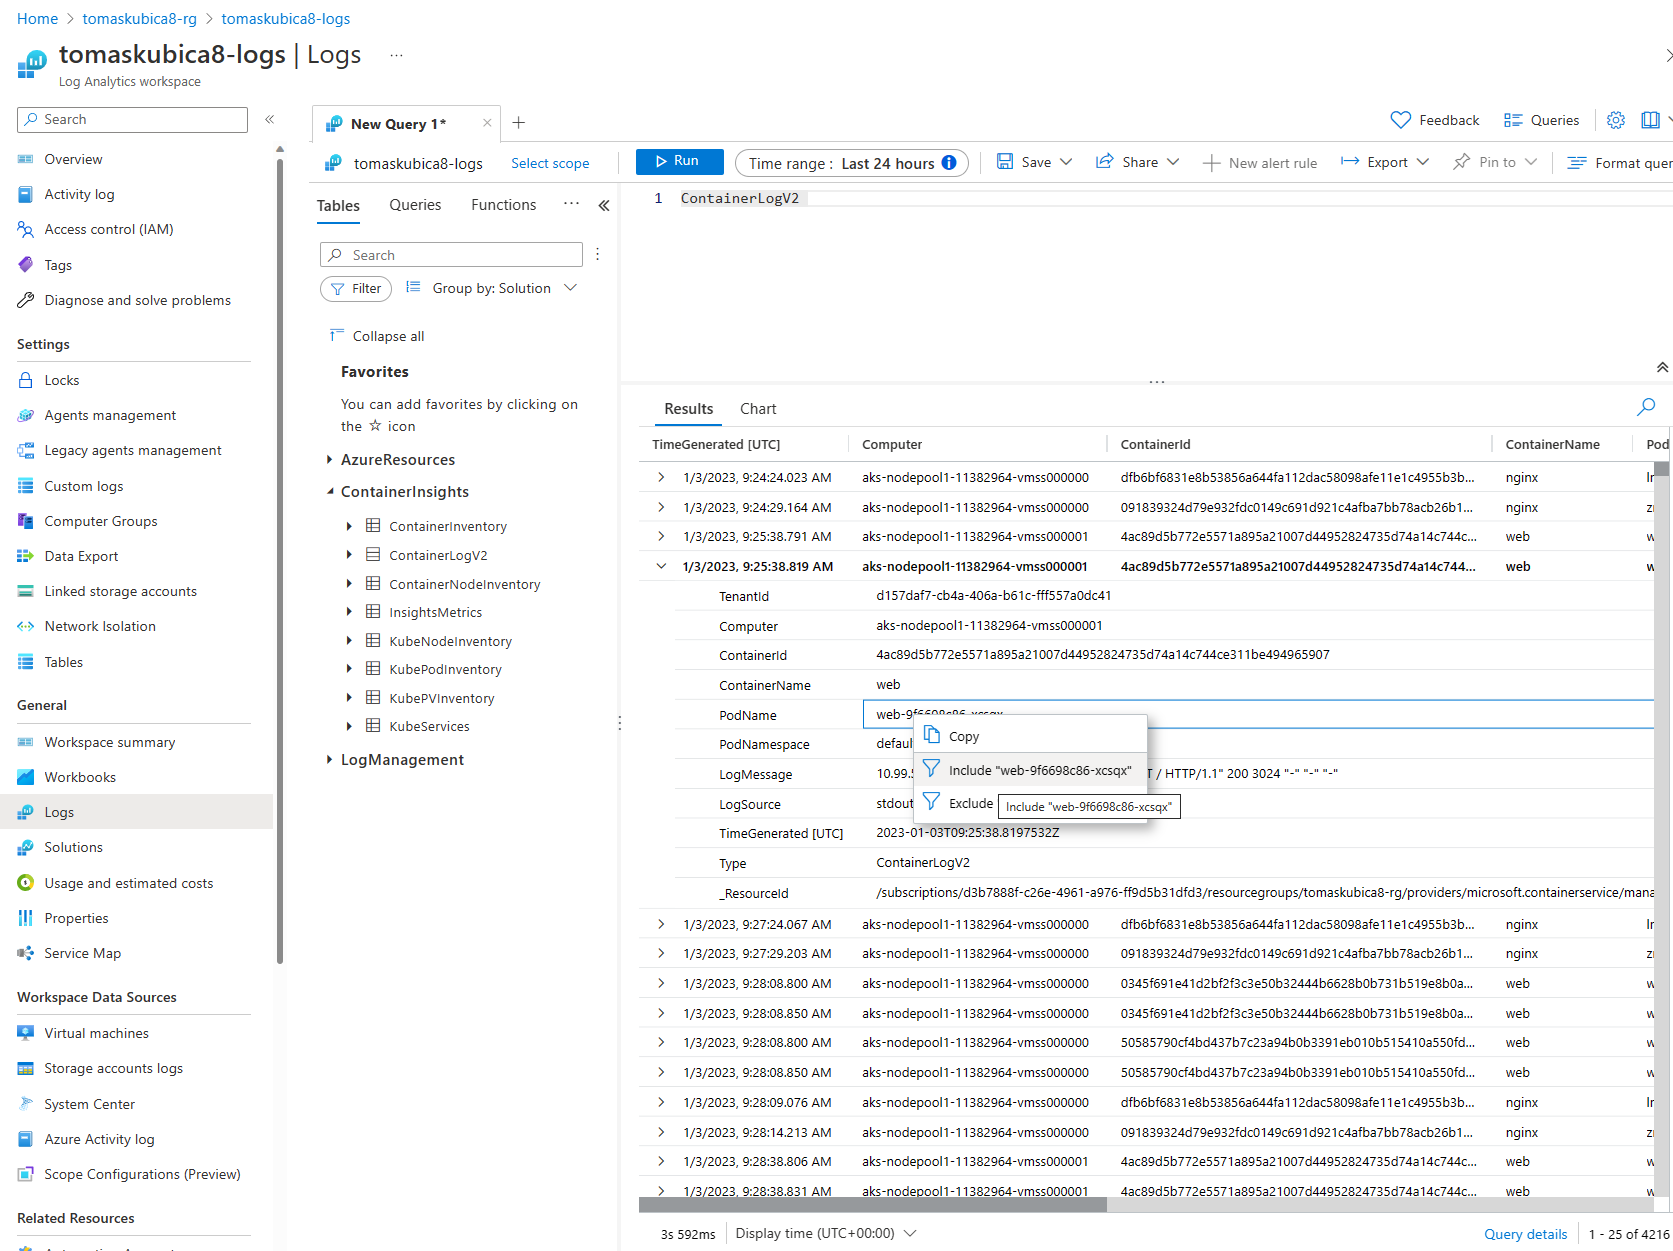 Home > tomaskubica8-rg > tomaskubica8-logs
tomaskubica8-logs | Logs ...
Log Analytics workspace
Search
«
Overview
Activity log
Access control (IAM)
Tags
Diagnose and solve problems
Settings
Locks
Agents management
Legacy agents management
Custom logs
Computer Groups
Data Export
Linked storage accounts
Network Isolation
Tables
General
Workspace summary
Workbooks
Logs
Solutions
Usage and estimated costs
Properties
Service Map
Workspace Data Sources
Virtual machines
Storage accounts logs
System Center
Azure Activity log
Scope Configurations (Preview)
Related Resources
New Query 1*
Feedback
Queries
tomaskubica8-logs Select scope
Run
Time range : Last 24 hours
Save
Share
New alert rule
Export
Pin to
Format quer
Tables Queries Functions ... «
Search
Filter
Group by: Solution
Collapse all
Favorites
You can add favorites by clicking on
the ☆ icon
AzureResources
ContainerInsights
ContainerInventory
ContainerLogV2
ContainerNodeInventory
InsightsMetrics
KubeNodeInventory
KubePodInventory
KubePVInventory
KubeServices
LogManagement
1 ContainerLogV2
Results Chart
TimeGenerated [UTC] Computer ContainerId ContainerName Pod
1/3/2023, 9:24:24.023 AM aks-nodepool1-11382964-vmss000000 dfb6bf6831e8b53856a644fa112dac58098afe11e1c4955b3b... nginx
1/3/2023, 9:24:29.164 AM aks-nodepool1-11382964-vmss000000 091839324d79e932fdc0149c691d921c4afba7bb78acb26b1... nginx
1/3/2023, 9:25:38.791 AM aks-nodepool1-11382964-vmss000001 4ac89d5b772e5571a895a21007d44952824735d74a14c744c... web
1/3/2023, 9:25:38.819 AM aks-nodepool1-11382964-vmss000001 4ac89d5b772e5571a895a21007d44952824735d74a14c744... web
TenantId d157daf7-cb4a-406a-b61c-fff557a0dc41
Computer aks-nodepool1-11382964-vmss000001
ContainerId 4ac89d5b772e5571a895a21007d44952824735d74a14c744ce311be494965907
ContainerName web
PodName web-9f6698c86-xcsqx
PodNamespace defaul
LogMessage 10.99. T / HTTP/1.1" 200 3024 "-" "-" "-"
LogSource stdout
TimeGenerated [UTC] 2023-01-03T09:25:38.8197532Z
Type ContainerLogV2
_ResourceId /subscriptions/d3b7888f-c26e-4961-a976-ff9d5b31dfd3/resourcegroups/tomaskubica8-rg/providers/microsoft.containerservice/mana
Copy
Include "web-9f6698c86-xcsqx"
Exclude
Include "web-9f6698c86-xcsqx"
1/3/2023, 9:27:24.067 AM aks-nodepool1-11382964-vmss000000 dfb6bf6831e8b53856a644fa112dac58098afe11e1c4955b3b... nginx
1/3/2023, 9:27:29.203 AM aks-nodepool1-11382964-vmss000000 091839324d79e932fdc0149c691d921c4afba7bb78acb26b1... nginx
1/3/2023, 9:28:08.800 AM aks-nodepool1-11382964-vmss000000 0345f691e41d2bf2f3c3e50b32444b6628b0b731b519e8b0a... web
1/3/2023, 9:28:08.850 AM aks-nodepool1-11382964-vmss000000 0345f691e41d2bf2f3c3e50b32444b6628b0b731b519e8b0a... web
1/3/2023, 9:28:08.800 AM aks-nodepool1-11382964-vmss000000 50585790cf4bd437b7c23a94b0b3391eb010b515410a550fd... web
1/3/2023, 9:28:08.850 AM aks-nodepool1-11382964-vmss000000 50585790cf4bd437b7c23a94b0b3391eb010b515410a550fd... web
1/3/2023, 9:28:09.076 AM aks-nodepool1-11382964-vmss000000 dfb6bf6831e8b53856a644fa112dac58098afe11e1c4955b3b... nginx
1/3/2023, 9:28:14.213 AM aks-nodepool1-11382964-vmss000000 091839324d79e932fdc0149c691d921c4afba7bb78acb26b1... nginx
1/3/2023, 9:28:38.806 AM aks-nodepool1-11382964-vmss000001 4ac89d5b772e5571a895a21007d44952824735d74a14c744c... web
1/3/2023, 9:28:38.831 AM aks-nodepool1-11382964-vmss000001 4ac89d5b772e5571a895a21007d44952824735d74a14c744c... web
3s 592ms Display time (UTC+00:00) Query details 1 - 25 of 4216